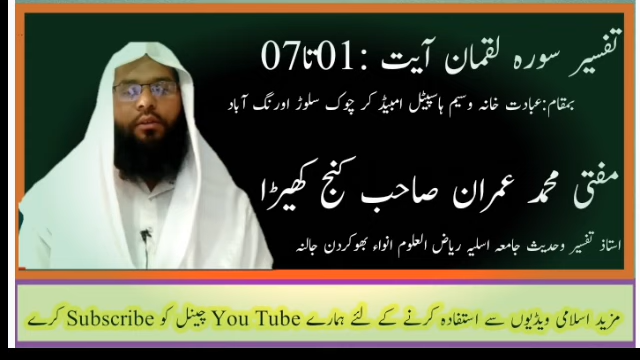 تفسیر سورہ لقمان آیت :01تا07
بمقام:عبادت خانہ وسیم ہاسپیٹل امبیڈ کر چوک سلوڑ اورنگ آباد
مفتی محمد عمران صاحب کنج کھیڑا
استاذ تفسیر وحدیث جامعہ اسلیہ ریاض العلوم انواء بھوکردن جالنہ
مزید اسلامی ویڈیوں سے استفادہ کرنے کے لئے ہمارے You Tube چینل کو Subscribe کرے